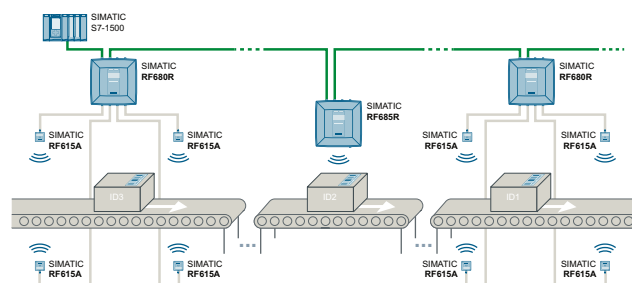 SIMATIC
S7-1500
SIMATIC
RF680R
SIMATIC
RF685R
SIMATIC
RF680R
SIMATIC
RF615A
SIMATIC
RF615A
SIMATIC
RF615A
SIMATIC
RF615A
ID3
ID2
ID1
SIMATIC
RF615A
SIMATIC
RF615A
SIMATIC
RF615A
SIMATIC
RF615A